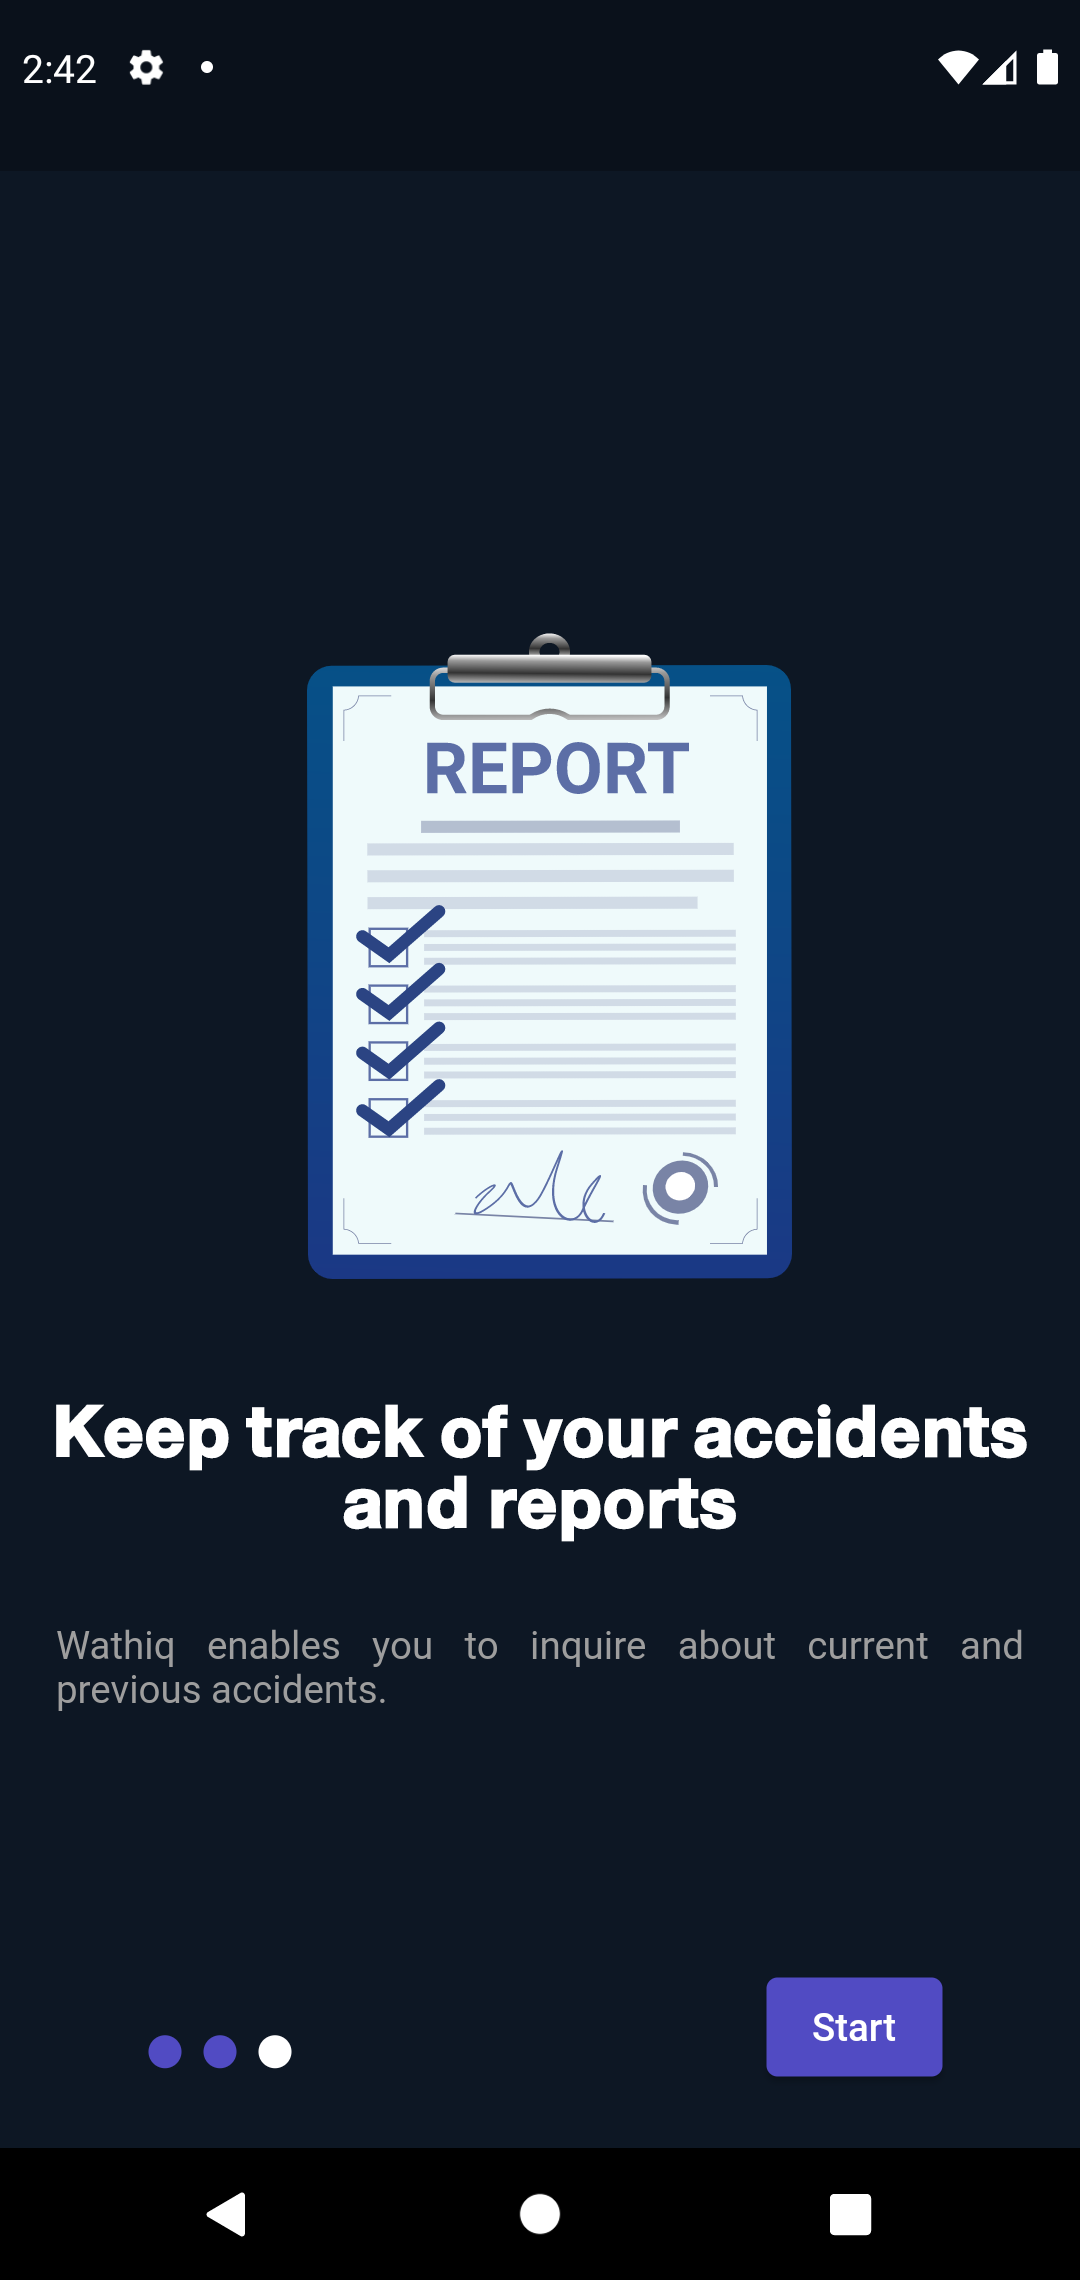 2:42
REPORT
Keep track of your accidents
and reports
Wathiq enables you to inquire about current and
previous accidents.
Start